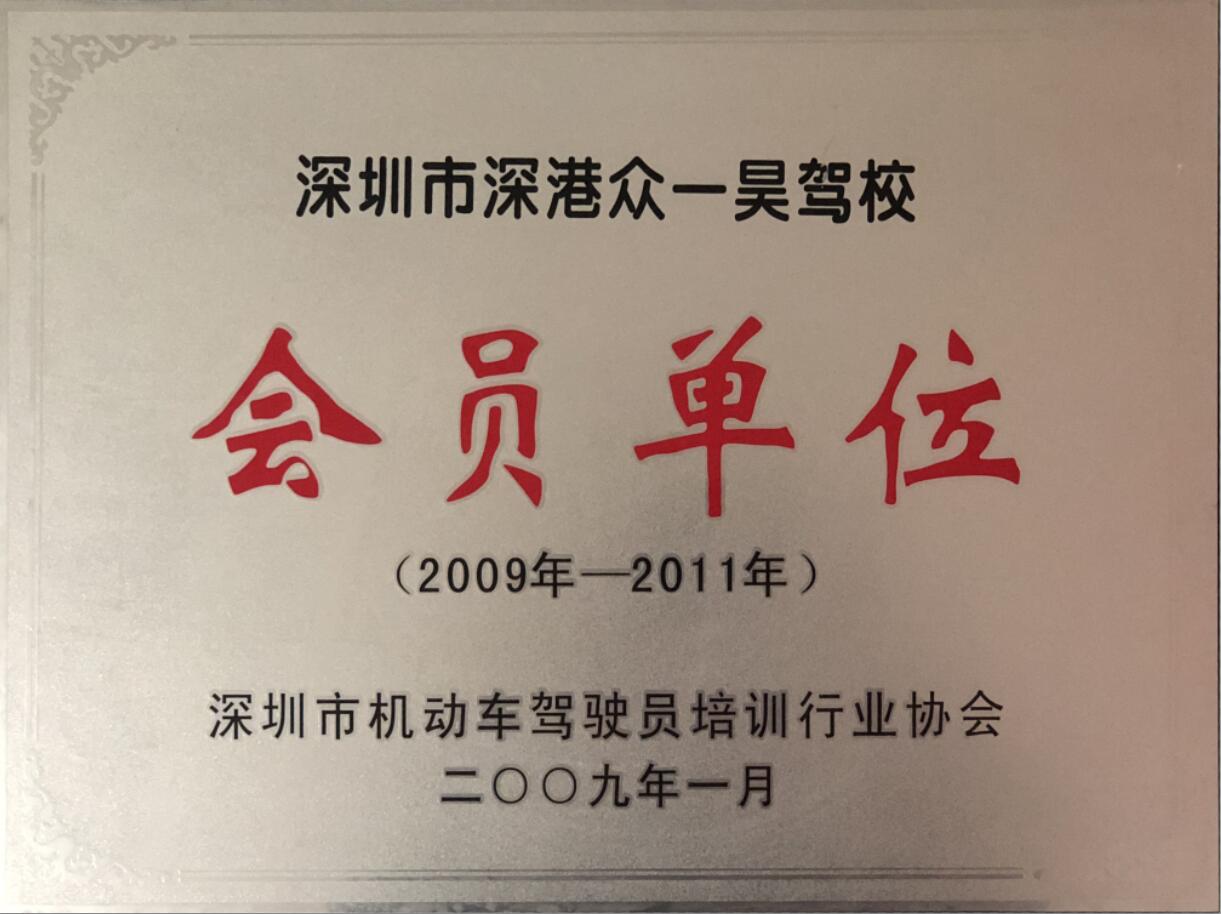 深圳市深港众一昊驾校
会员单位
（2009年—2011年）
深圳市机动车驾驶员培训行业协会
二〇〇九年一月